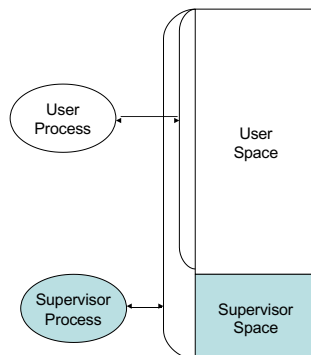 User
Process
User
Space
Supervisor
Process
Supervisor
Space